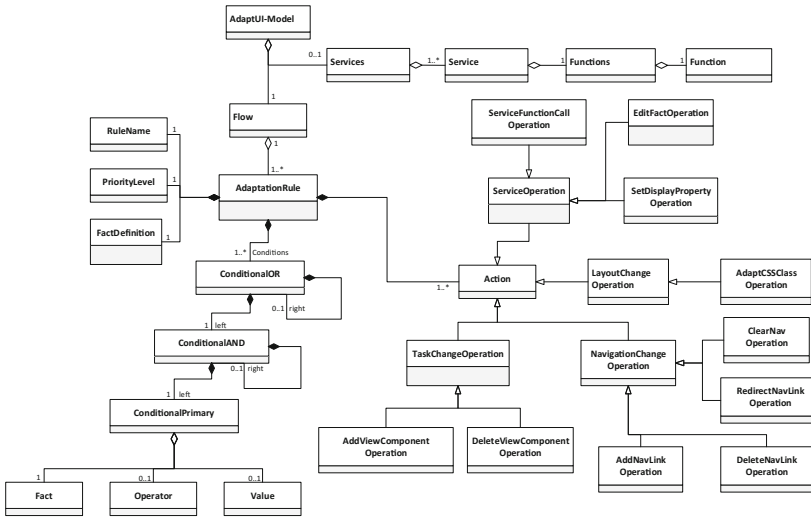 AdaptUI-Model
0..1
Services
1..*
Service
1
Functions
1
Function
1
Flow
1
1..*
RuleName
1
PriorityLevel
1
FactDefinition
1
AdaptationRule
ServiceFunctionCall
Operation
EditFactOperation
ServiceOperation
SetDisplayProperty
Operation
1..*
Conditions
ConditionalOR
0..1
right
1
left
ConditionalAND
0..1
right
1
left
ConditionalPrimary
1
Fact
0..1
Operator
0..1
Value
Action
1..*
LayoutChange
Operation
AdaptCSSClass
Operation
TaskChangeOperation
NavigationChange
Operation
ClearNav
Operation
RedirectNavLink
Operation
AddViewComponent
Operation
DeleteViewComponent
Operation
AddNavLink
Operation
DeleteNavLink
Operation